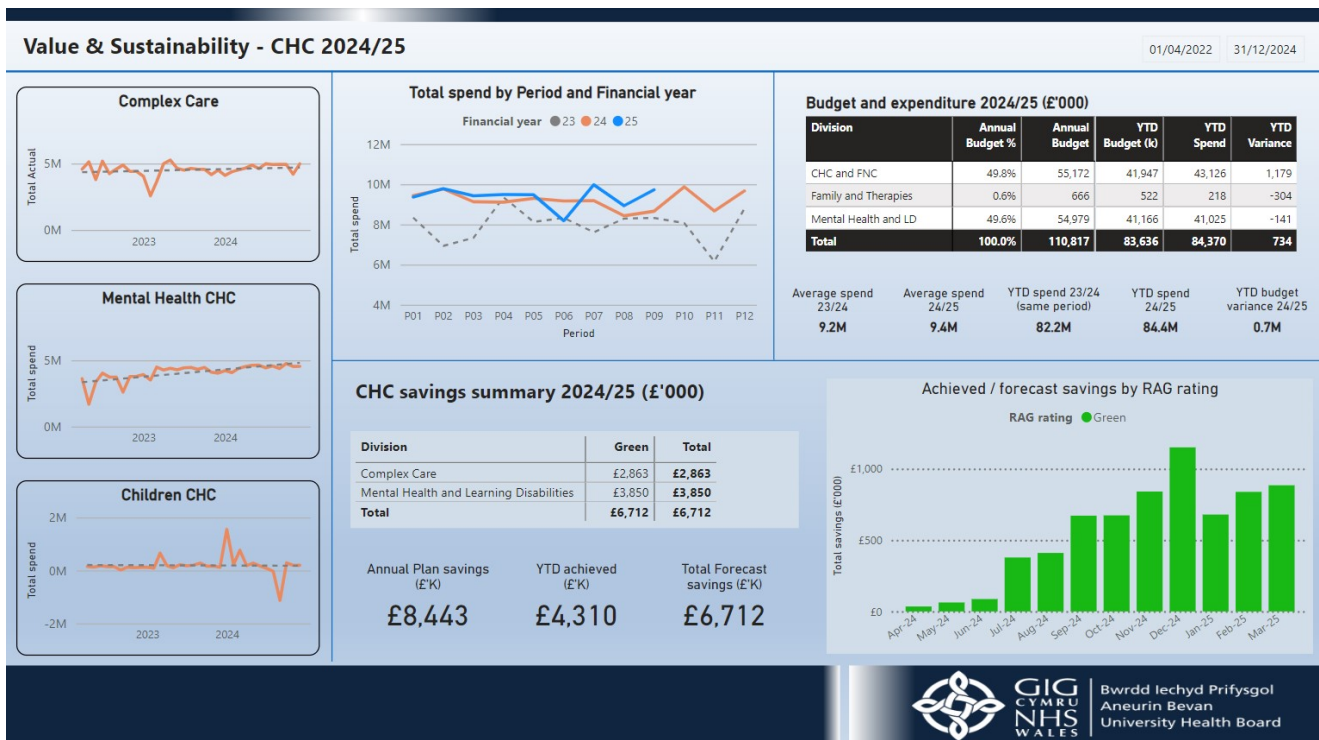 Value & Sustainability - CHC 2024/25
01/04/2022 31/12/2024
Complex Care
Total Actual
5M
0M
2023 2024
Mental Health CHC
Total spend
5M
0M
2023 2024
Children CHC
Total spend
2M
0M
-2M
2023 2024
Total spend by Period and Financial year
Financial year 23 24 25
Total spend
12M
10M
8M
6M
4M
P01 P02 P03 P04 P05 P06 P07 P08 P09 P10 P11 P12
Period
Budget and expenditure 2024/25 (£'000)
Division Annual Annual YTD YTD YTD
Budget % Budget Budget (k) Spend Variance
CHC and FNC 49.8% 55,172 41,947 43,126 1,179
Family and Therapies 0.6% 666 522 218 -304
Mental Health and LD 49.6% 54,979 41,166 41,025 -141
Total 100.0% 110,817 83,636 84,370 734
Average spend Average spend YTD spend 23/24 YTD spend YTD budget
23/24 24/25 (same period) 24/25 variance 24/25
9.2M 9.4M 82.2M 84.4M 0.7M
CHC savings summary 2024/25 (£'000)
Division Green Total
Complex Care £2,863 £2,863
Mental Health and Learning Disabilities £3,850 £3,850
Total £6,712 £6,712
Annual Plan savings YTD achieved Total Forecast
(£'K) (£'K) savings (£'K)
£8,443 £4,310 £6,712
Achieved / forecast savings by RAG rating
RAG rating Green
Total savings (£'000)
£1,000
£500
£0
Apr-24 May-24 Jun-24 Jul-24 Aug-24 Sep-24 Oct-24 Nov-24 Dec-24 Jan-25 Feb-25 Mar-25
GIG
CYMRU
NHS
WALES
Bwrdd Iechyd Prifysgol
Aneurin Bevan
University Health Board